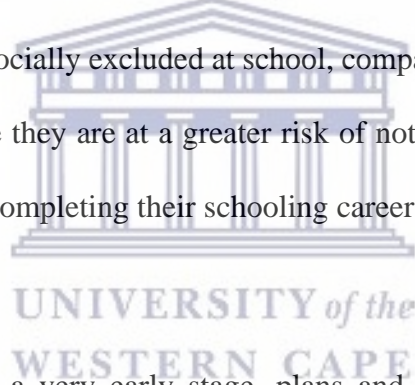 ocially excluded at school, compa
they are at a greater risk of not
ompleting their schooling career
UNIVERSITY of the
a very early stage, plans and
WESTERN CAPE